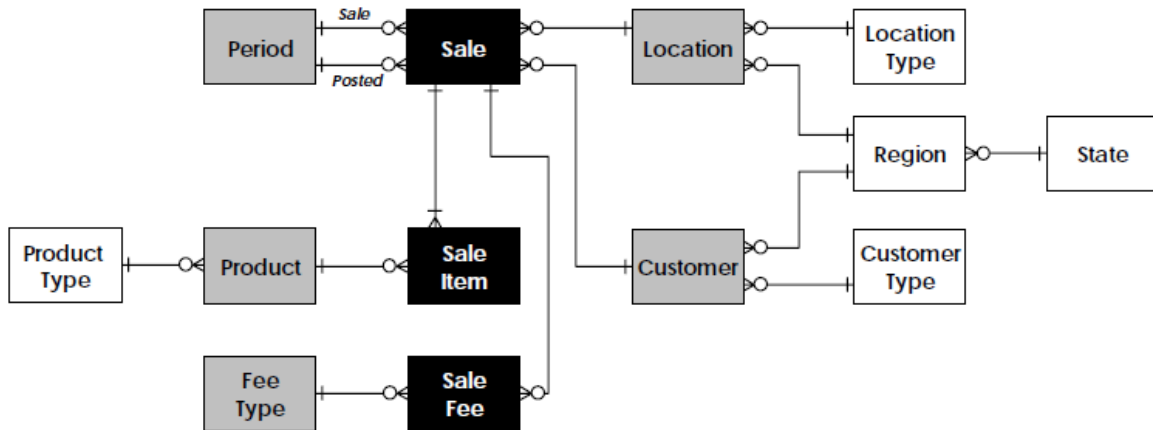 Sale
Period
Sale
Posted
Location
Location
Type
Region
State
Product
Type
Product
Sale
Item
Customer
Customer
Type
Fee
Type
Sale
Fee